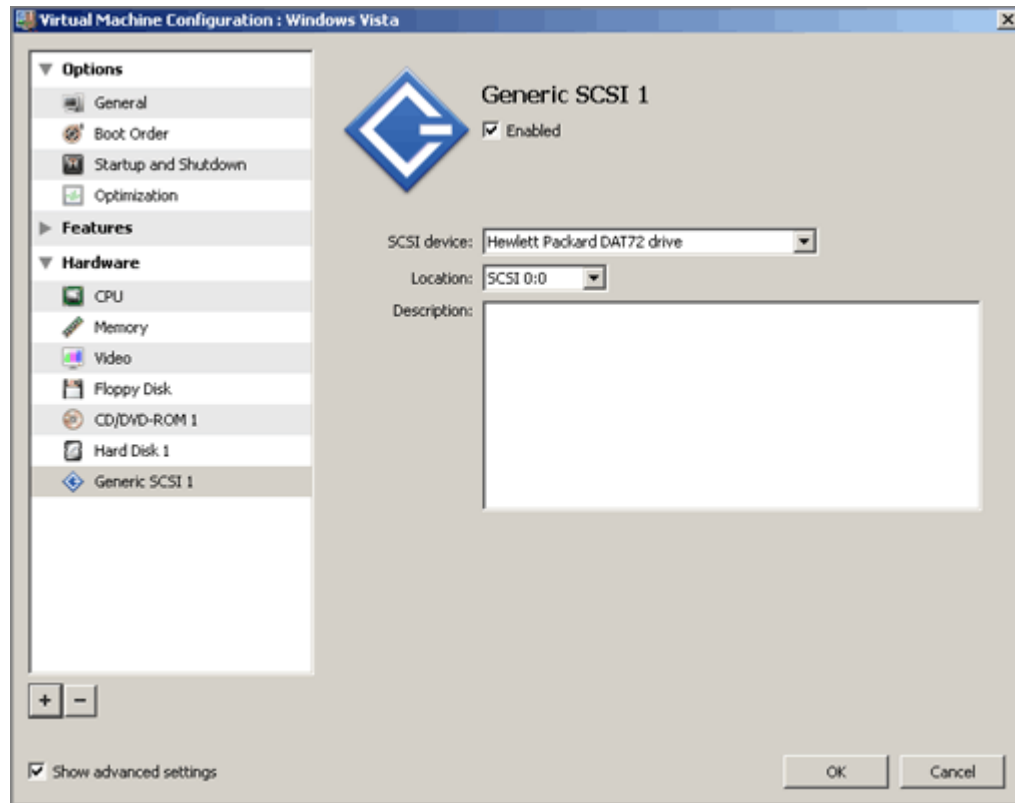 Virtual Machine Configuration : Windows Vista
Options
General
Boot Order
Startup and Shutdown
Optimization
Features
Hardware
CPU
Memory
Video
Floppy Disk
CD/DVD-ROM 1
Hard Disk 1
Generic SCSI 1
Generic SCSI 1
Enabled
SCSI device: Hewlett Packard DAT72 drive
Location: SCSI 0:0
Description:
Show advanced settings
OK Cancel